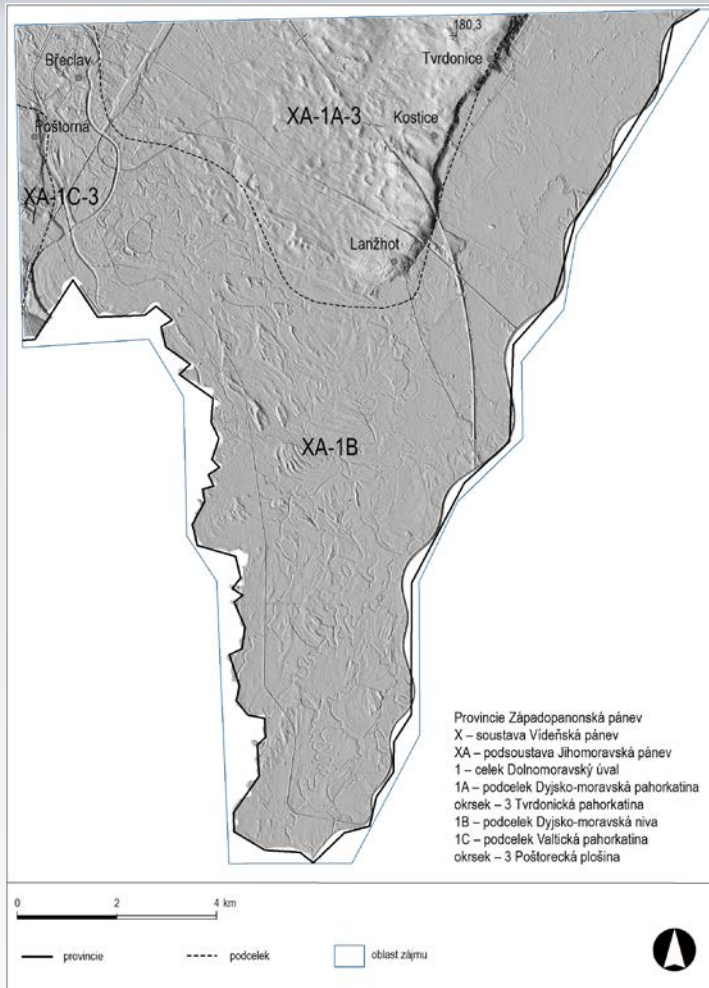 180,3
Břeclav
Tvrdonice
XA-1A-3
Kostice
Poštorná
XA-1C-3
Lanžhot
XA-1B
Provincie Západopanonská pánev
X – soustava Vídeňská pánev
XA – podsoustava Jihomoravská pánev
1 – celek Dolnomoravský úval
1A – podcelek Dyjsko-moravská pahorkatina
okrsek – 3 Tvrdonická pahorkatina
1B – podcelek Dyjsko-moravská niva
1C – podcelek Valtická pahorkatina
okrsek – 3 Poštorecká plošina
0 2 4 km
provincie podcelek oblast zájmu